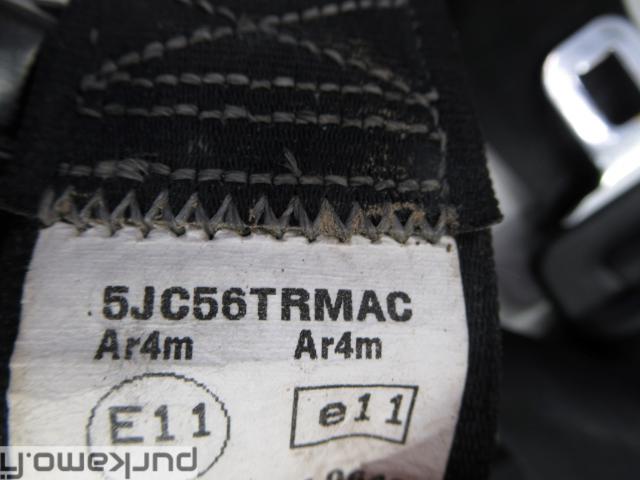 5JC56TRMAC
Ar4m Ar4m
E11 e11
purkamo.fi